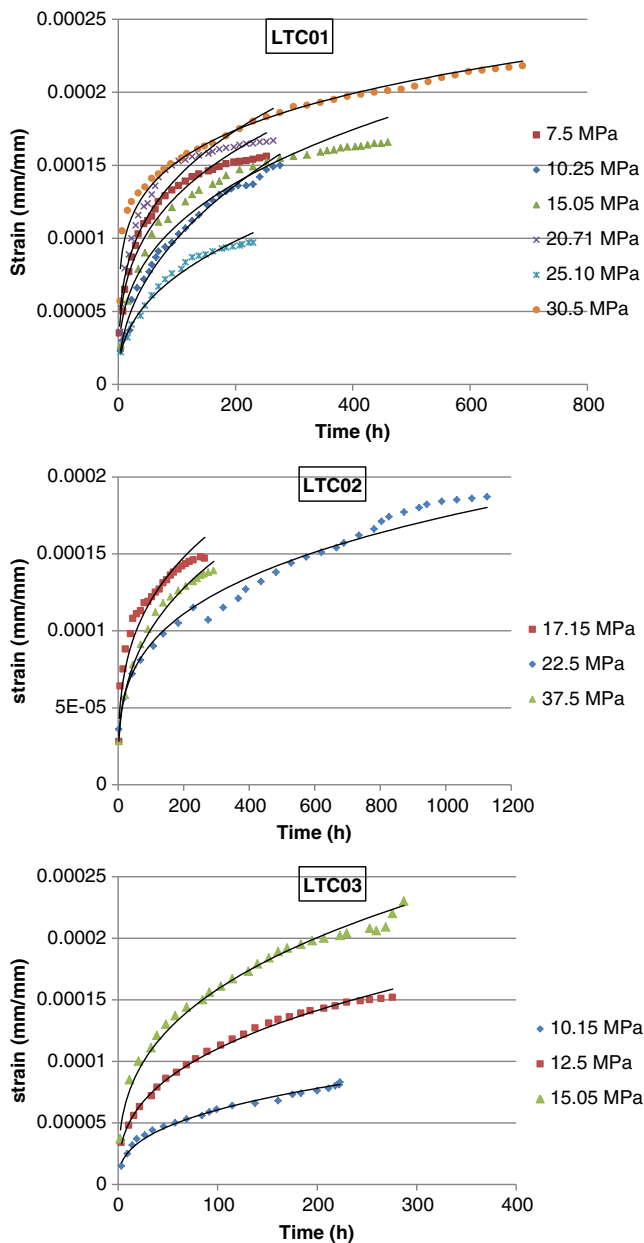 LTC01
0.00025
0.0002
0.00015
0.0001
0.00005
0
Strain (mm/mm)
0
200
400
600
800
Time (h)
7.5 MPa
10.25 MPa
15.05 MPa
20.71 MPa
25.10 MPa
30.5 MPa
LTC02
0.0002
0.00015
0.0001
5E-05
0
strain (mm/mm)
0
200
400
600
800
1000
1200
Time (h)
17.15 MPa
22.5 MPa
37.5 MPa
LTC03
0.00025
0.0002
0.00015
0.0001
0.00005
0
strain (mm/mm)
0
100
200
300
400
Time (h)
10.15 MPa
12.5 MPa
15.05 MPa